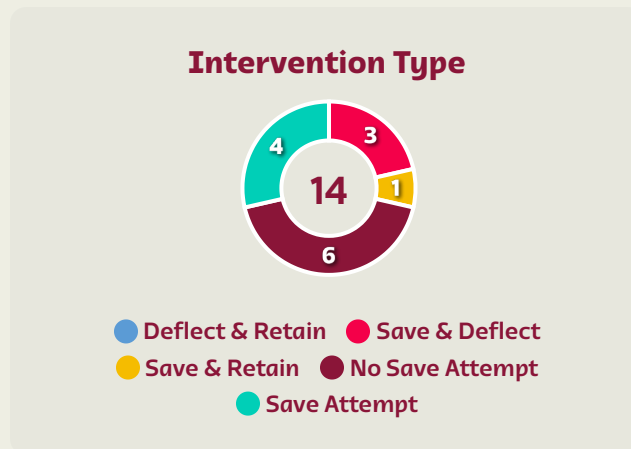 Intervention Type
4
3
14
1
6
Deflect & Retain
Save & Deflect
Save & Retain
No Save Attempt
Save Attempt